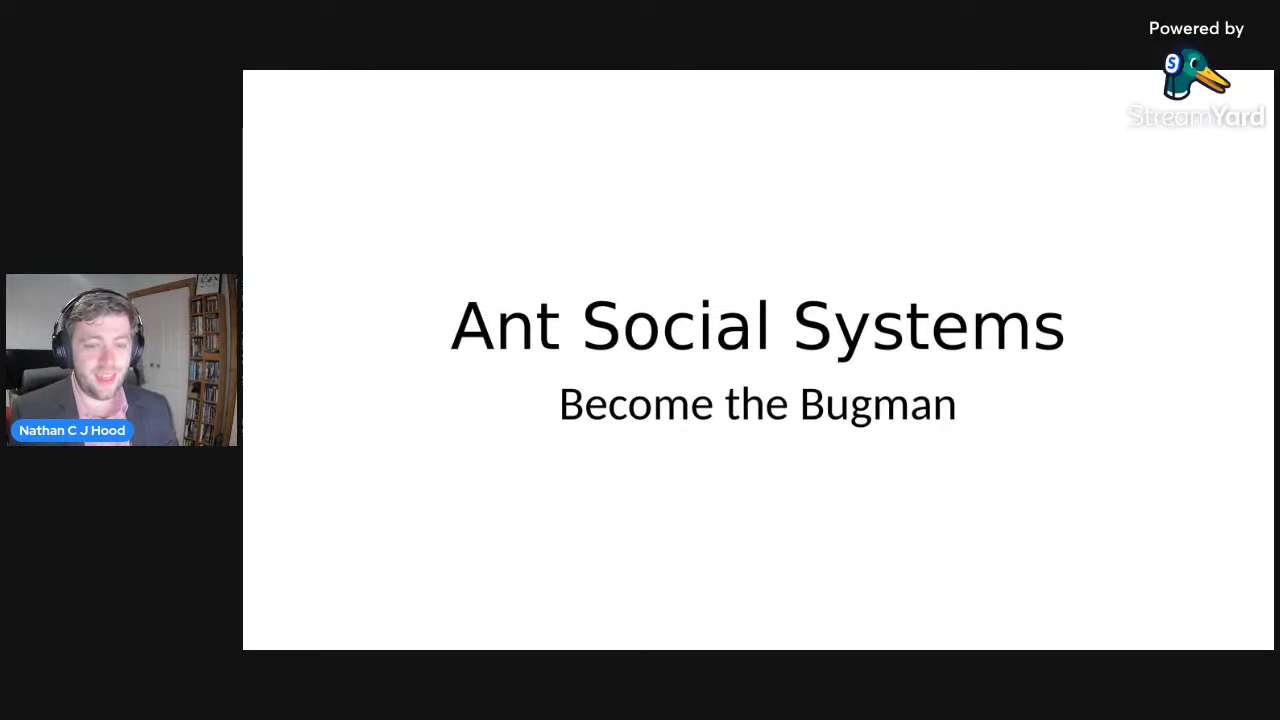 Powered by
S
StreamYard
Ant Social Systems
Become the Bugman
Nathan C J Hood